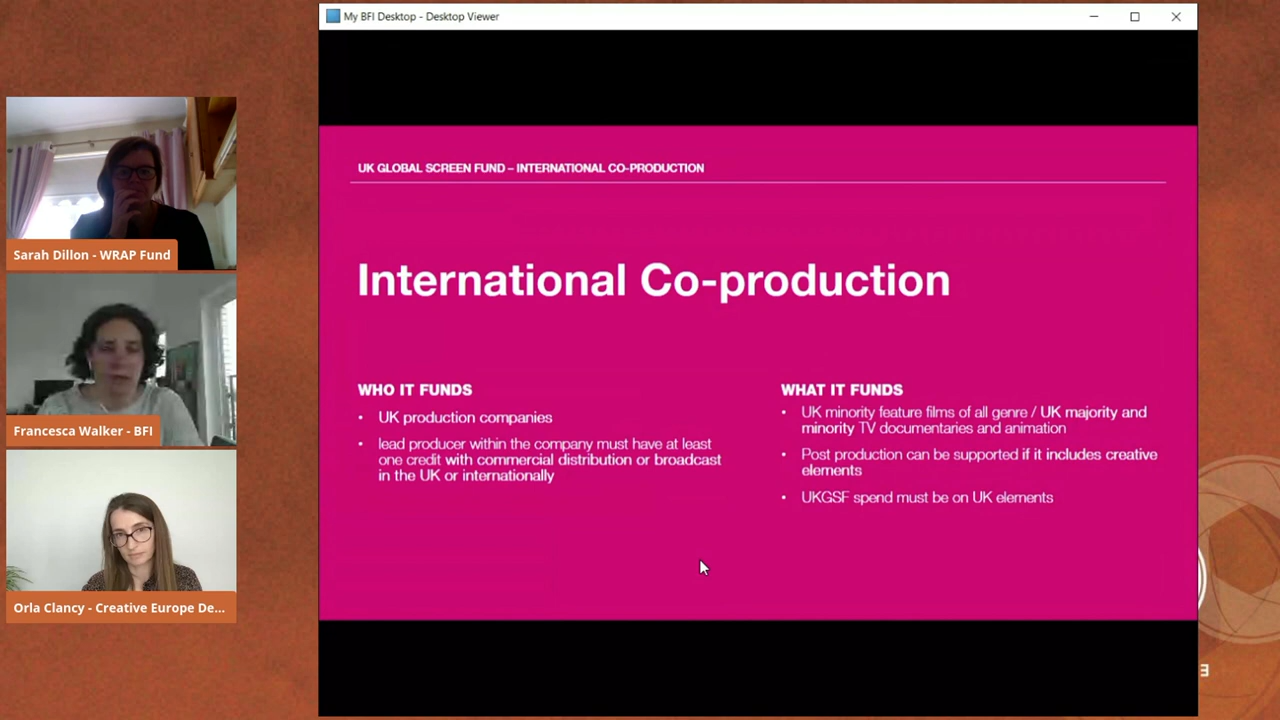 My BFI Desktop - Desktop Viewer
Sarah Dillon - WRAP Fund
Francesca Walker - BFI
Orla Clancy - Creative Europe De...
UK GLOBAL SCREEN FUND – INTERNATIONAL CO-PRODUCTION
International Co-production
WHO IT FUNDS
• UK production companies
• lead producer within the company must have at least
one credit with commercial distribution or broadcast
in the UK or internationally
WHAT IT FUNDS
• UK minority feature films of all genre / UK majority and
minority TV documentaries and animation
• Post production can be supported if it includes creative
elements
• UKGSF spend must be on UK elements
3